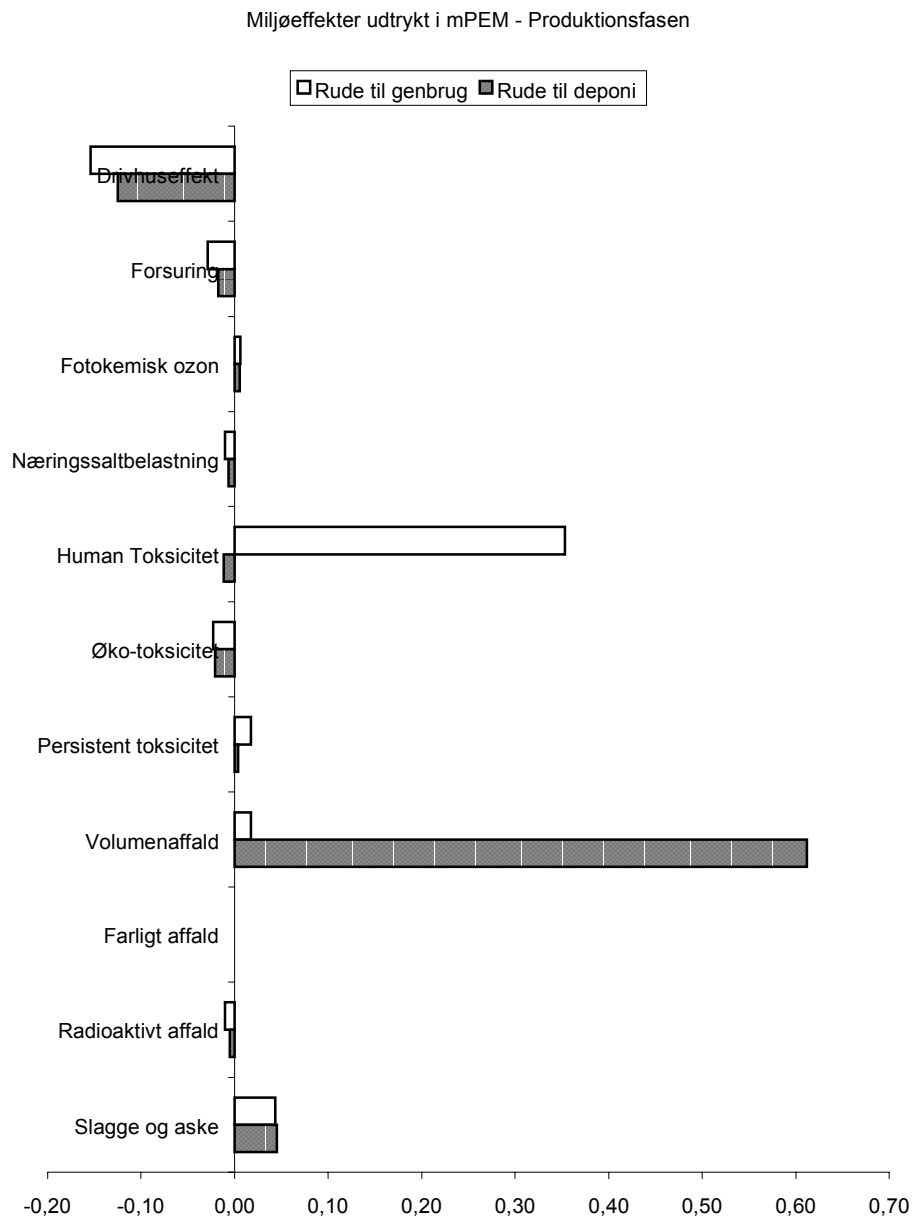 Miljøeffekter udtrykt i mPEM - Produktionsfasen
Rude til genbrug Rude til deponi
Drivhuseffekt
Forsuring
Fotokemisk ozon
Næringssaltbelastning
Human Toksicitet
Øko-toksicitet
Persistent toksicitet
Volumenaffald
Farligt affald
Radioaktivt affald
Slagge og aske
-0,20 -0,10 0,00 0,10 0,20 0,30 0,40 0,50 0,60 0,70